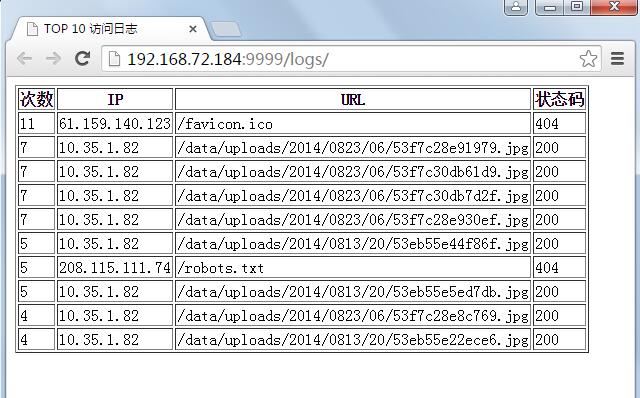 TOP 10 访问日志
192.168.72.184:9999/logs/
次数 IP URL 状态码
11 61.159.140.123 /favicon.ico 404
7 10.35.1.82 /data/uploads/2014/0823/06/53f7c28e91979.jpg 200
7 10.35.1.82 /data/uploads/2014/0823/06/53f7c30db61d9.jpg 200
7 10.35.1.82 /data/uploads/2014/0823/06/53f7c30db7d2f.jpg 200
7 10.35.1.82 /data/uploads/2014/0823/06/53f7c28e930ef.jpg 200
5 10.35.1.82 /data/uploads/2014/0813/20/53eb55e44f86f.jpg 200
5 208.115.111.74 /robots.txt 404
5 10.35.1.82 /data/uploads/2014/0813/20/53eb55e5ed7db.jpg 200
4 10.35.1.82 /data/uploads/2014/0823/06/53f7c28e8c769.jpg 200
4 10.35.1.82 /data/uploads/2014/0813/20/53eb55e22ece6.jpg 200